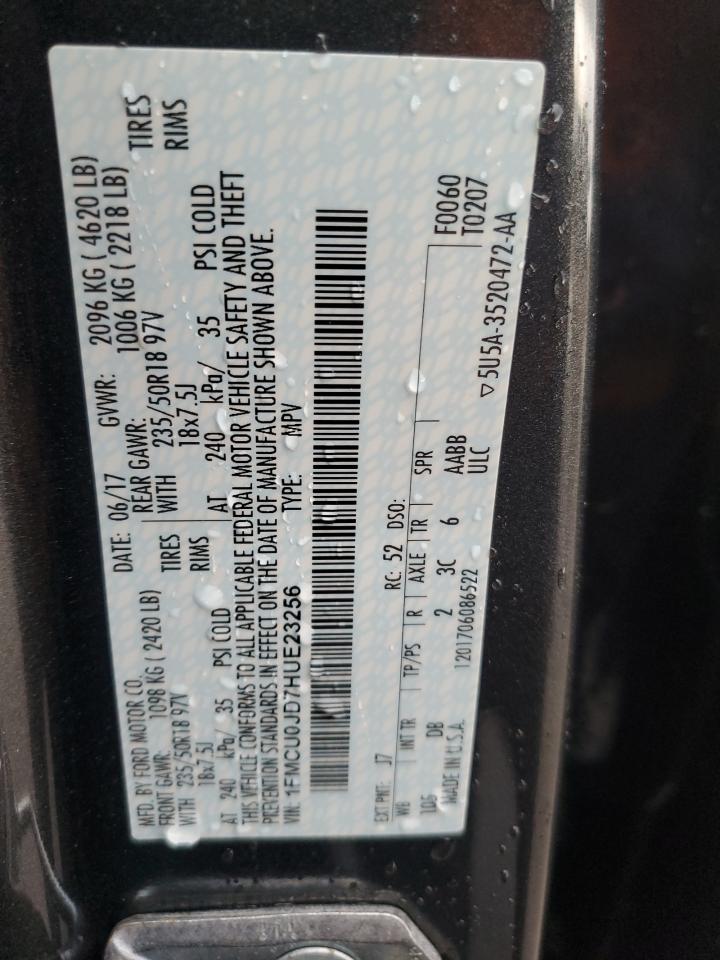 MFD. BY FORD MOTOR CO.
DATE: 06/17 GVWR: 2096 KG ( 4620 LB)
FRONT GAWR: 1098 KG ( 2420 LB)
REAR GAWR: 1006 KG ( 2218 LB)
WITH 235/50R18 97V TIRES
WITH 235/50R18 97V TIRES
18x7.5J RIMS
18x7.5J RIMS
AT 240 kPa/ 35 PSI COLD
AT 240 kPa/ 35 PSI COLD
THIS VEHICLE CONFORMS TO ALL APPLICABLE FEDERAL MOTOR VEHICLE SAFETY AND THEFT
PREVENTION STANDARDS IN EFFECT ON THE DATE OF MANUFACTURE SHOWN ABOVE.
VIN: 1FMCU0JD7HUE23256 TYPE: MPV
EXT PNT: J7 RC: 52 DSO: F0060
WB INT TR TP/PS R AXLE TR SPR T0207
105 DB 2 3C 6 AABB
MADE IN U.S.A. 1201706086522 ULC
▽5U5A-3520472-AA